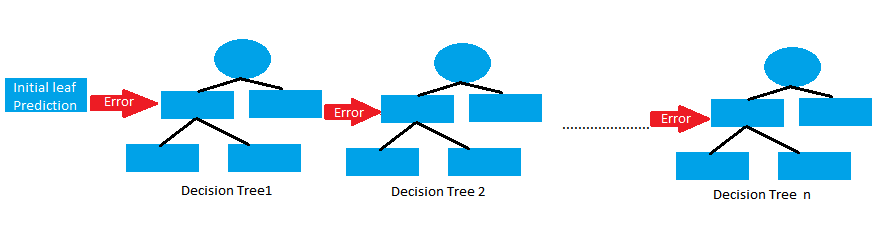 Initial leaf
Prediction
Error
Error
Error
Decision Tree1
Decision Tree 2
Decision Tree n